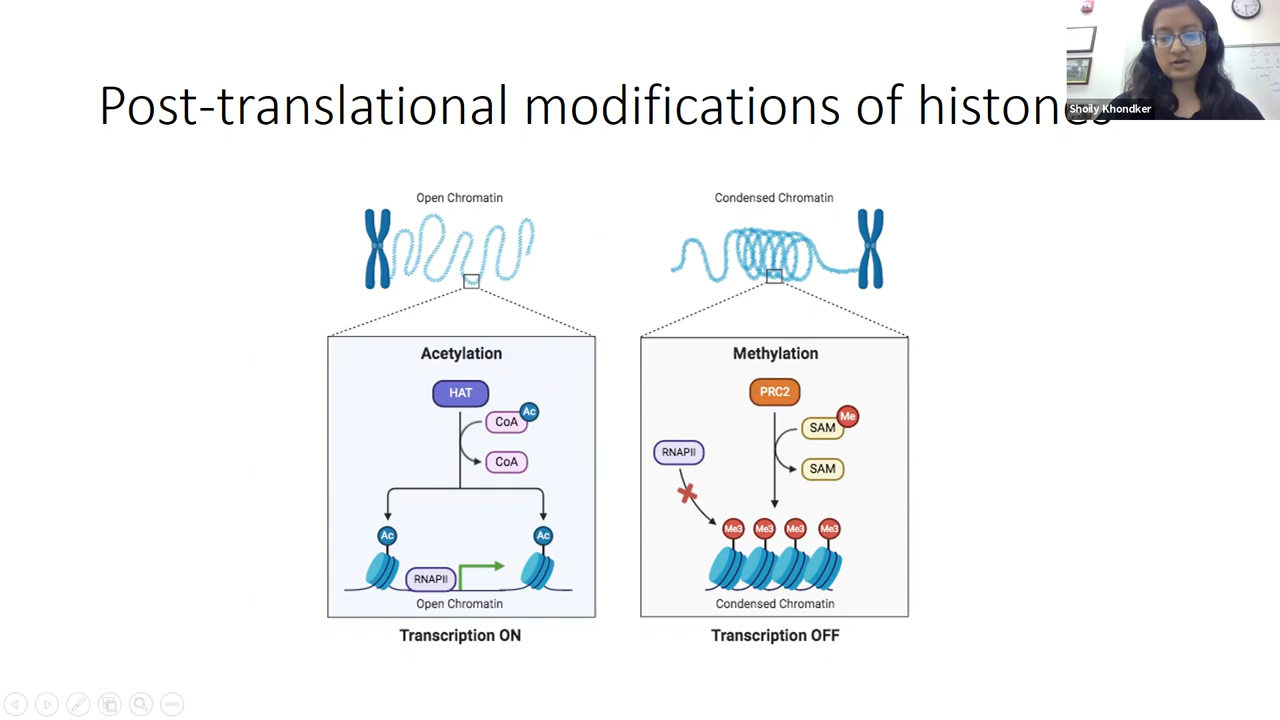 Post-translational modifications of histones
Shoily Khondker
Open Chromatin
Condensed Chromatin
Acetylation
HAT
Ac
CoA
CoA
Ac
Ac
RNAPII
Open Chromatin
Transcription ON
Methylation
PRC2
Me
SAM
SAM
RNAPII
Me3 Me3 Me3 Me3
Condensed Chromatin
Transcription OFF